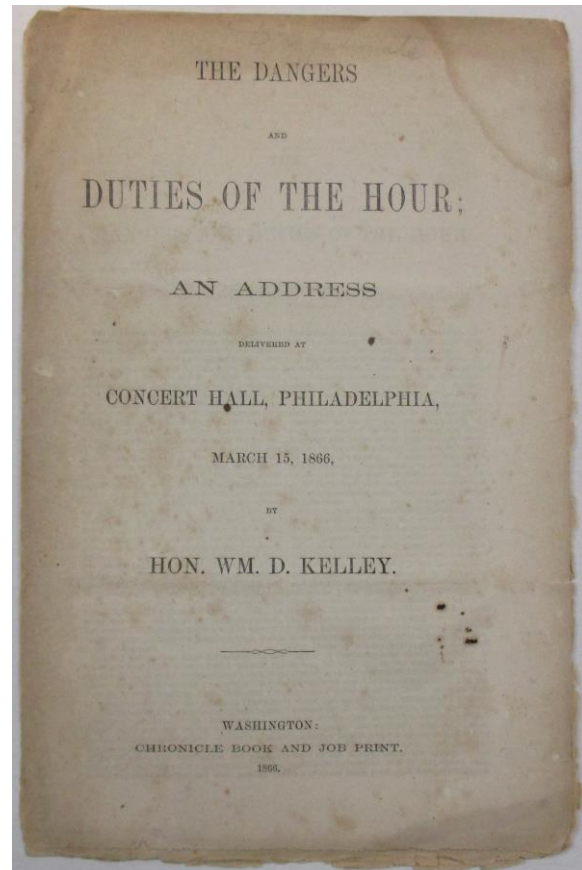 THE DANGERS
AND
DUTIES OF THE HOUR;
AN ADDRESS
DELIVERED AT
CONCERT HALL, PHILADELPHIA,
MARCH 15, 1866,
BY
HON. WM. D. KELLEY.
WASHINGTON:
CHRONICLE BOOK AND JOB PRINT.
1866.